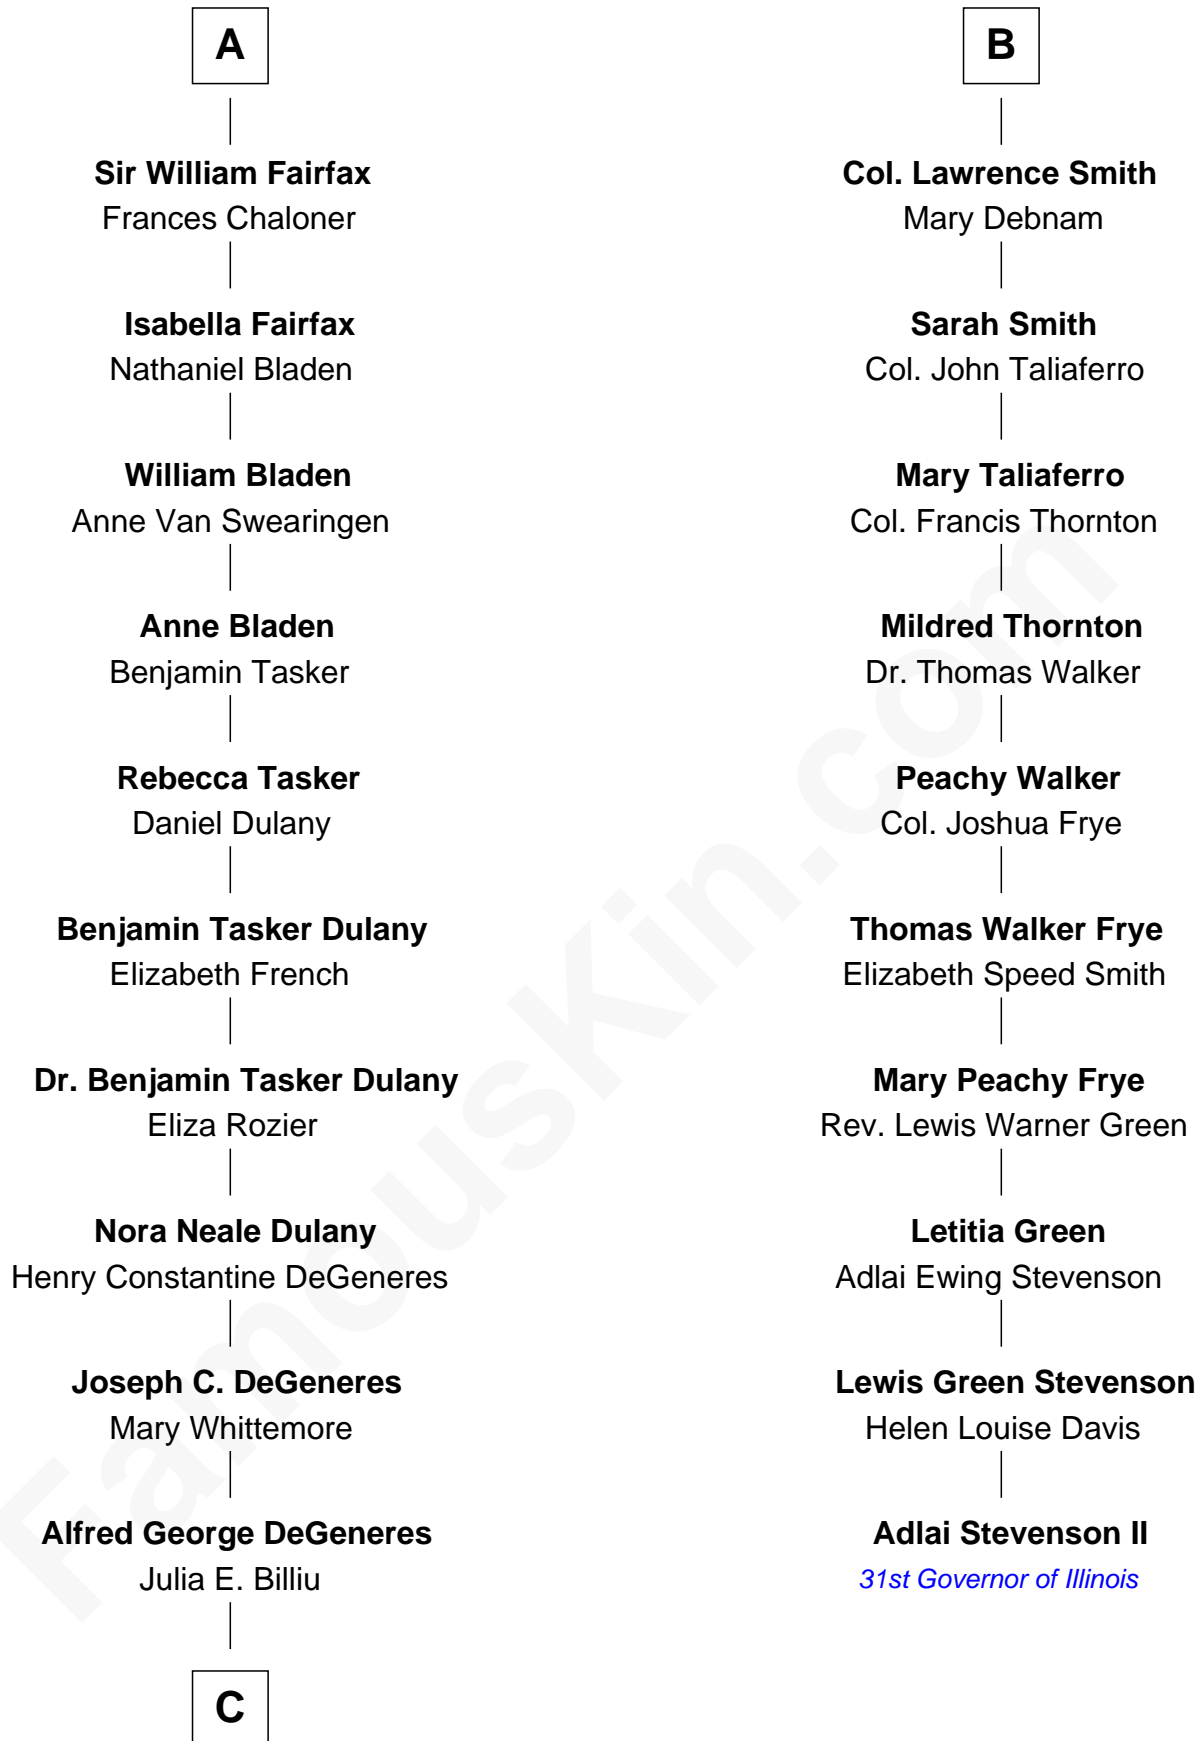 A
Sir William Fairfax
Frances Chaloner
Isabella Fairfax
Nathaniel Bladen
William Bladen
Anne Van Swearingen
Anne Bladen
Benjamin Tasker
Rebecca Tasker
Daniel Dulany
Benjamin Tasker Dulany
Elizabeth French
Dr. Benjamin Tasker Dulany
Eliza Rozier
Nora Neale Dulany
Henry Constantine DeGeneres
Joseph C. DeGeneres
Mary Whittemore
Alfred George DeGeneres
Julia E. Billiu
C
B
Col. Lawrence Smith
Mary Debnam
Sarah Smith
Col. John Taliaferro
Mary Taliaferro
Col. Francis Thornton
Mildred Thornton
Dr. Thomas Walker
Peachy Walker
Col. Joshua Frye
Thomas Walker Frye
Elizabeth Speed Smith
Mary Peachy Frye
Rev. Lewis Warner Green
Letitia Green
Adlai Ewing Stevenson
Lewis Green Stevenson
Helen Louise Davis
Adlai Stevenson II
31st Governor of Illinois
FamousKin.com